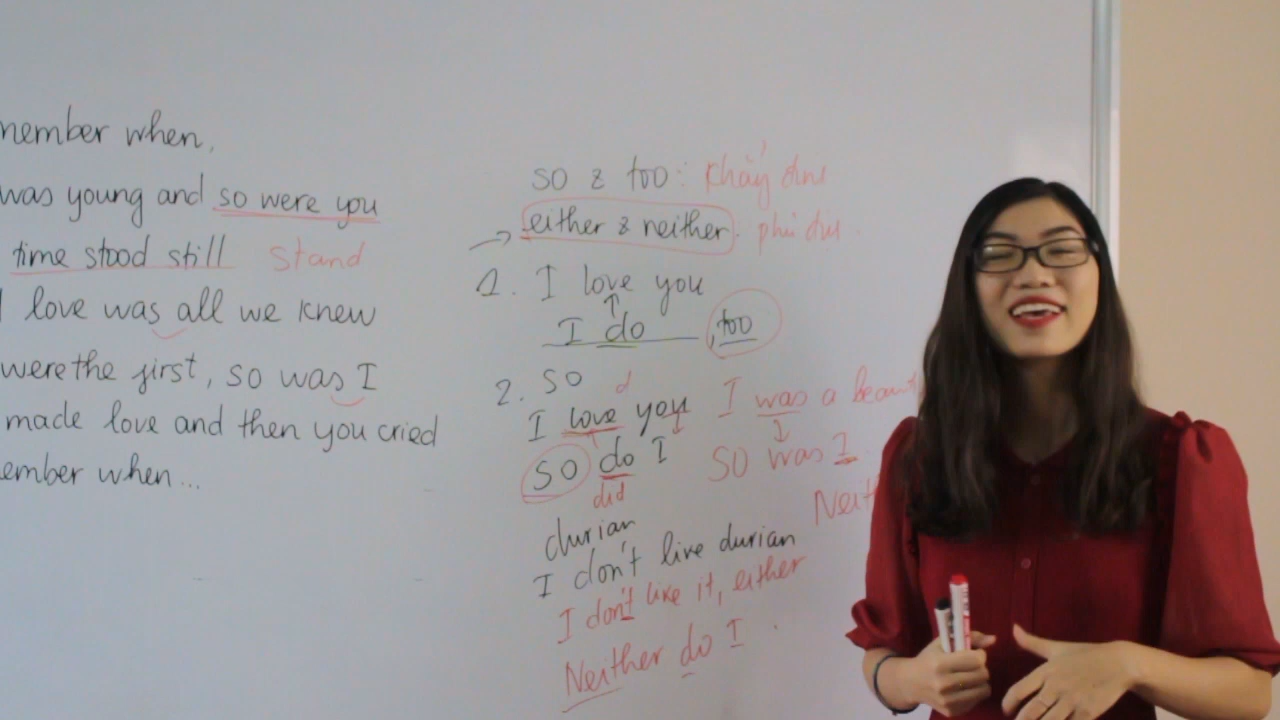 member when,
was young and so were you
time stood still stand
love was all we knew
were the first, so was I
made love and then you cried
ember when...
so & too: khẳng định
either & neither. phủ định
1. I love you
I do , too
2. so d
I love you
so do I
did
I was a beaut
so was I
Neit
durian
I don't like durian
I don't like it, either
Neither do I.